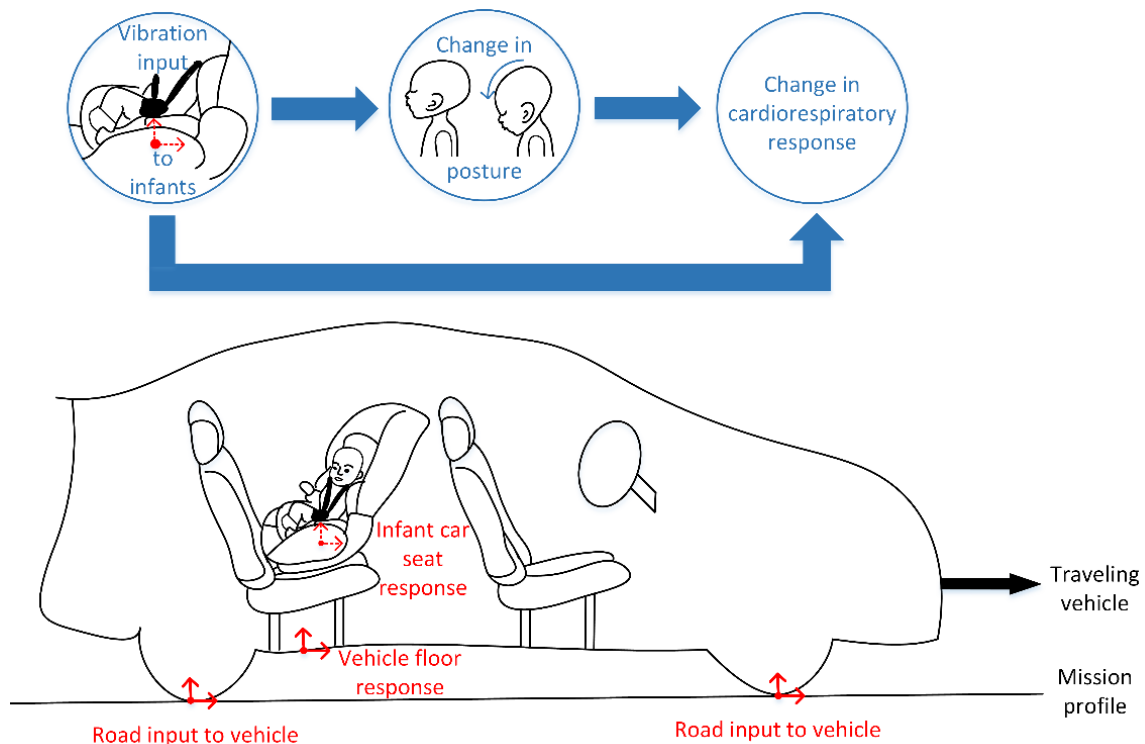 Vibration
input
to
infants
Change in
posture
Change in
cardiorespiratory
response
Infant car
seat
response
Traveling
vehicle
Vehicle floor
response
Mission
profile
Road input to vehicle
Road input to vehicle